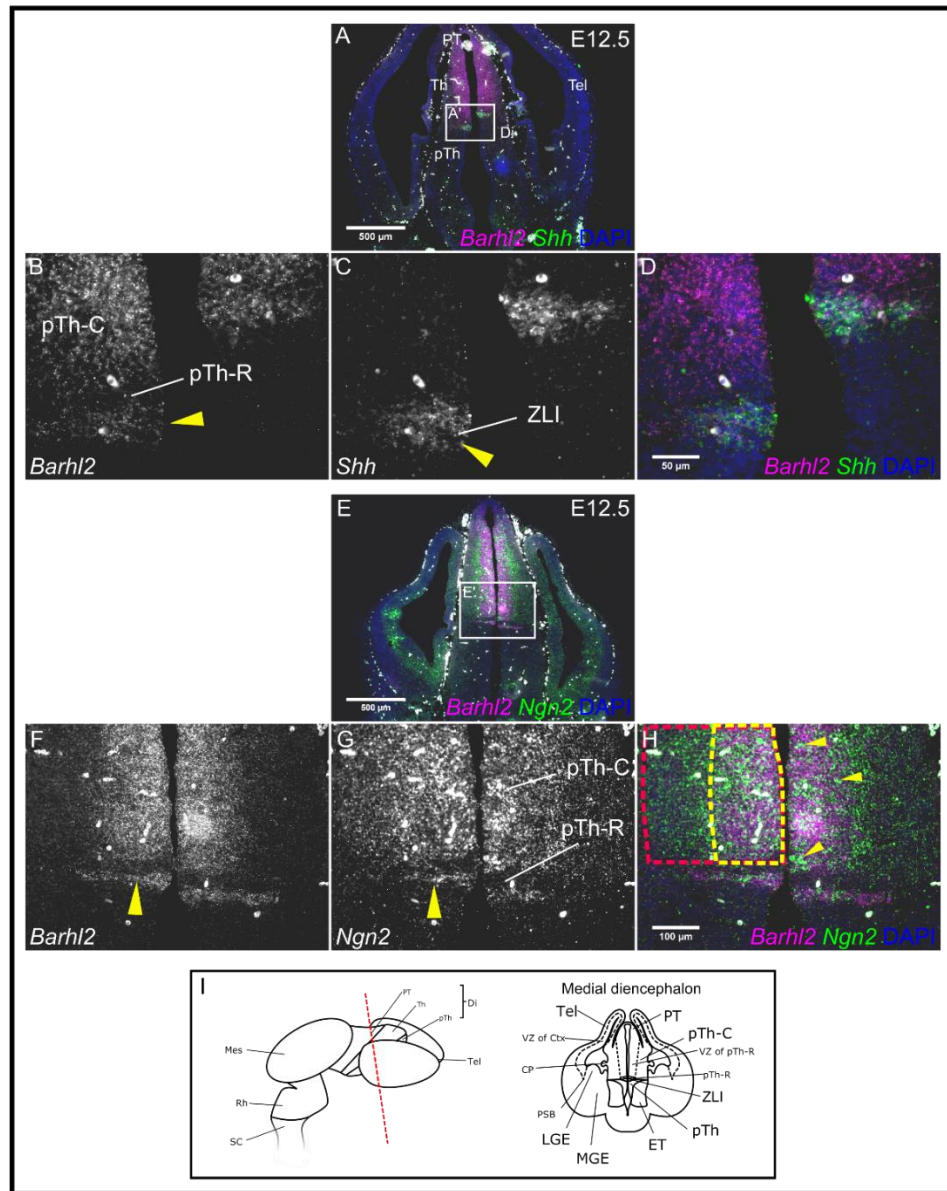 A
PT
E12.5
Th
Tel
A'
Di
pTh
500 µm
Barhl2 Shh DAPI
B
pTh-C
pTh-R
Barhl2
C
ZLI
Shh
D
50 µm
Barhl2 Shh DAPI
E
E12.5
E'
500 µm
Barhl2 Ngn2 DAPI
F
Barhl2
G
pTh-C
pTh-R
Ngn2
H
100 µm
Barhl2 Ngn2 DAPI
I
PT
Th
pTh
Di
Mes
Tel
Rh
SC
Medial diencephalon
Tel
PT
VZ of Ctx
pTh-C
VZ of pTh-R
CP
pTh-R
ZLI
PSB
pTh
LGE
ET
MGE